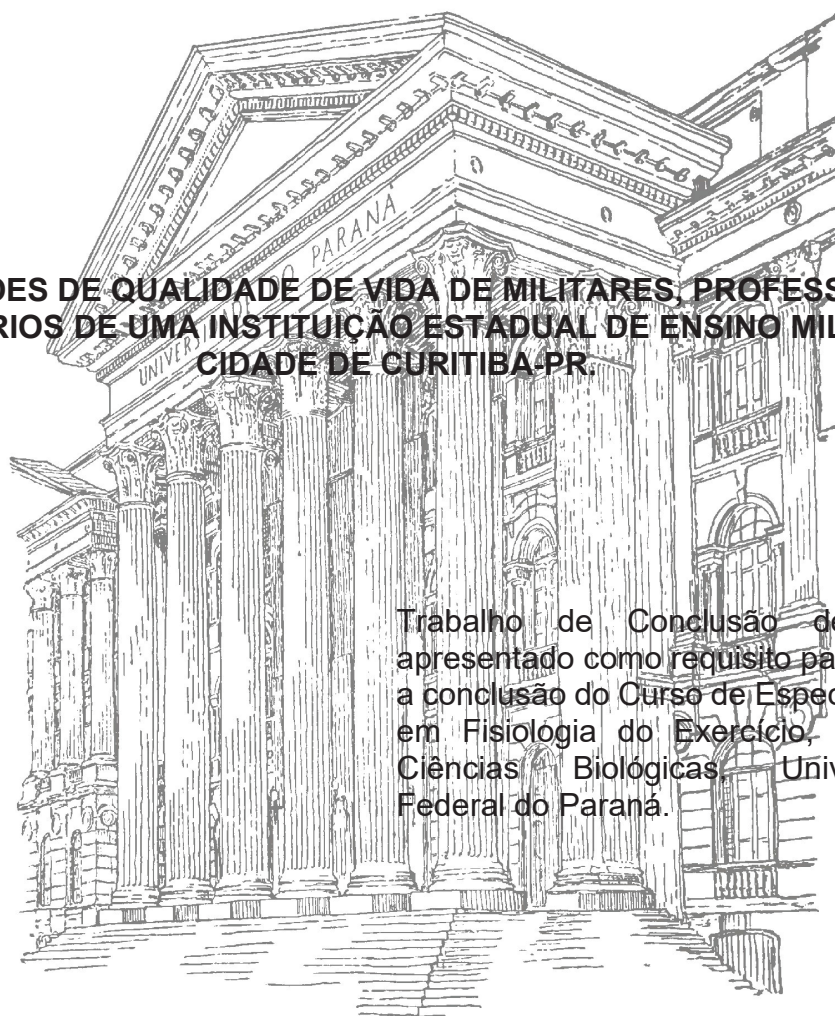 DES DE QUALIDADE DE VIDA DE MILITARES, PROFESS
RIOS DE UMA INSTITUIÇÃO ESTADUAL DE ENSINO MIL
CIDADE DE CURITIBA-PR.
PARANÁ
Trabalho de Conclusão de
apresentado como requisito pa
a conclusão do Curso de Espec
em Fisiologia do Exercício,
Ciências Biológicas, Univ
Federal do Paraná.